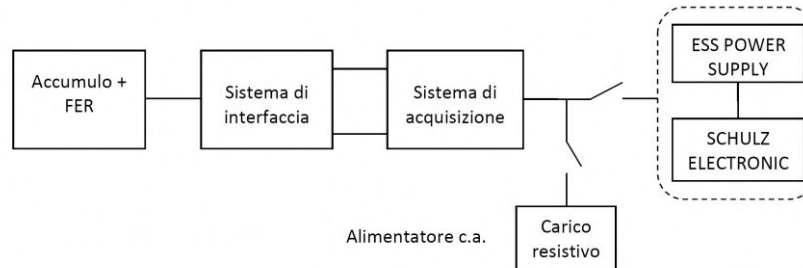 Accumulo +
FER
Sistema di
interfaccia
Sistema di
acquisizione
ESS POWER
SUPPLY
SCHULZ
ELECTRONIC
Alimentatore c.a.
Carico
resistivo